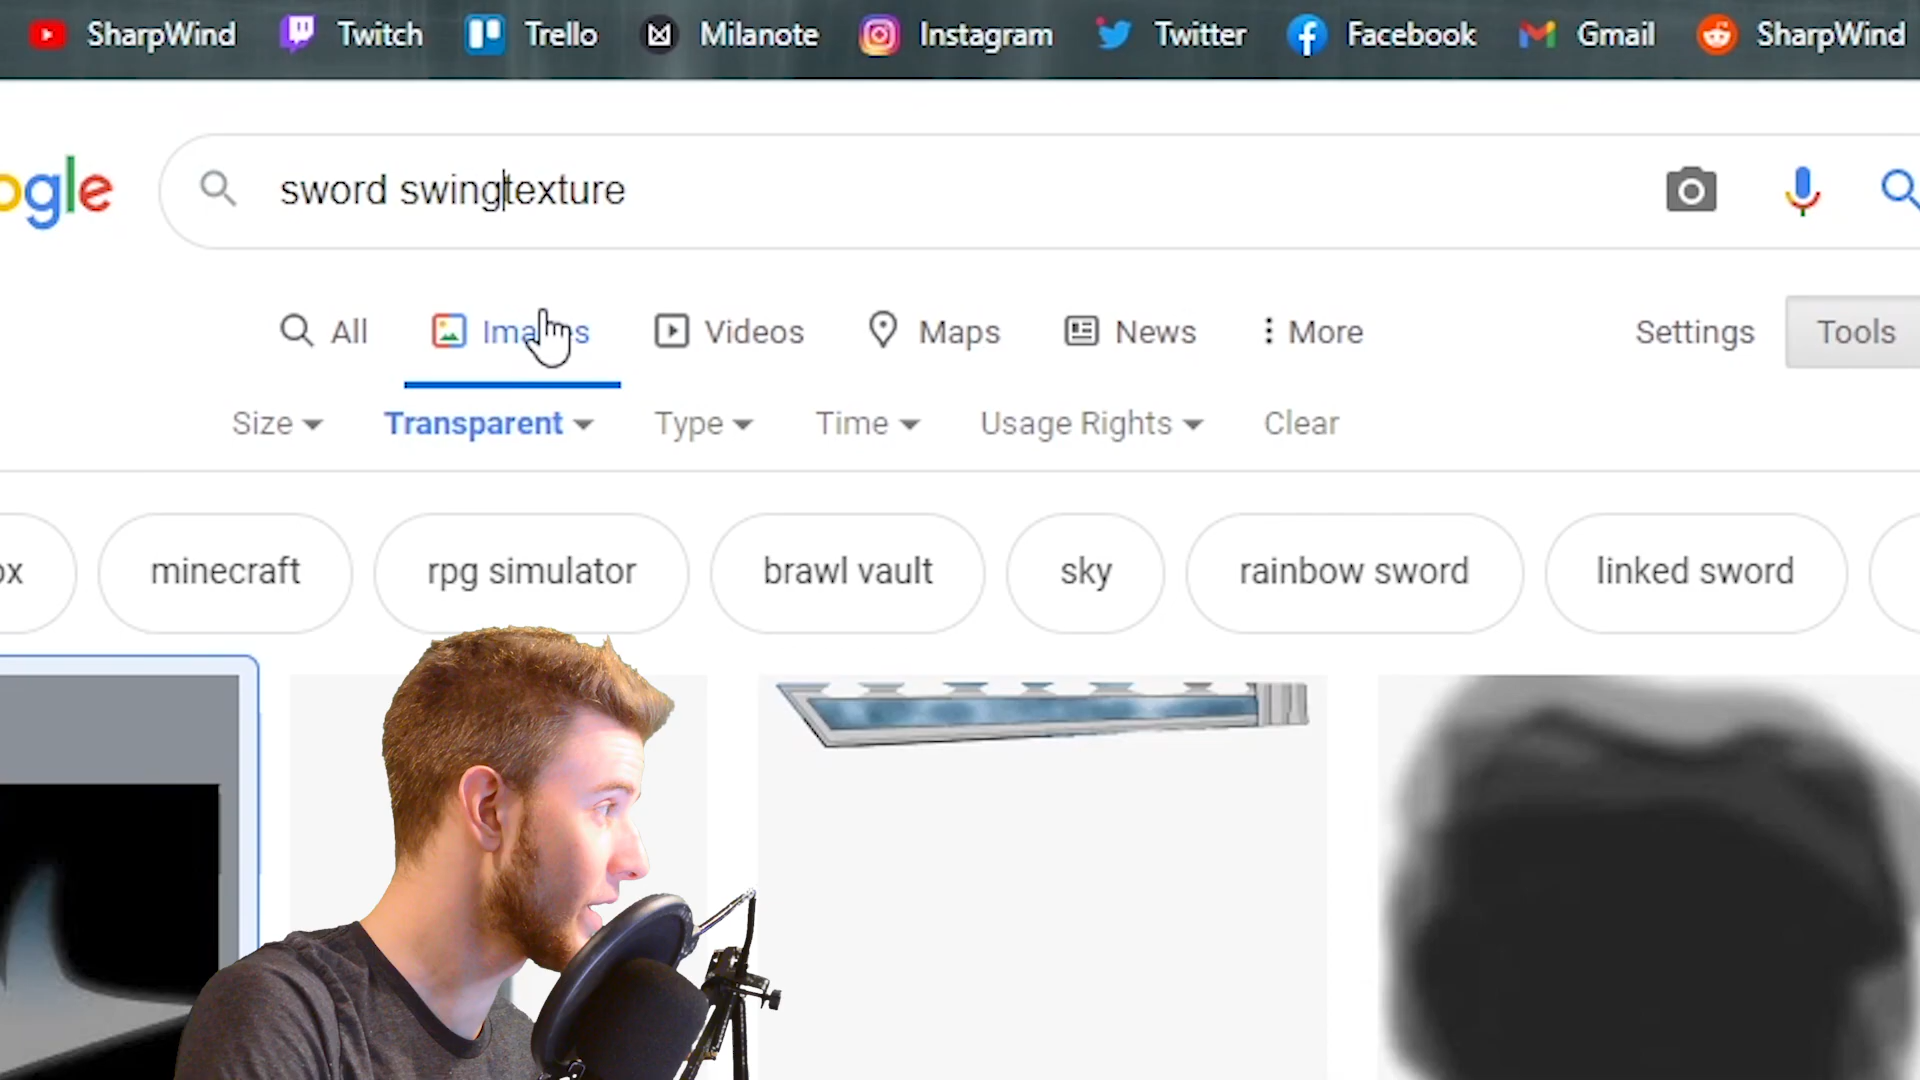 SharpWind Twitch Trello Milanote Instagram Twitter Facebook Gmail SharpWind
ogle sword swingtexture
All Images Videos Maps News More Settings Tools
Size Transparent Type Time Usage Rights Clear
ox minecraft rpg simulator brawl vault sky rainbow sword linked sword